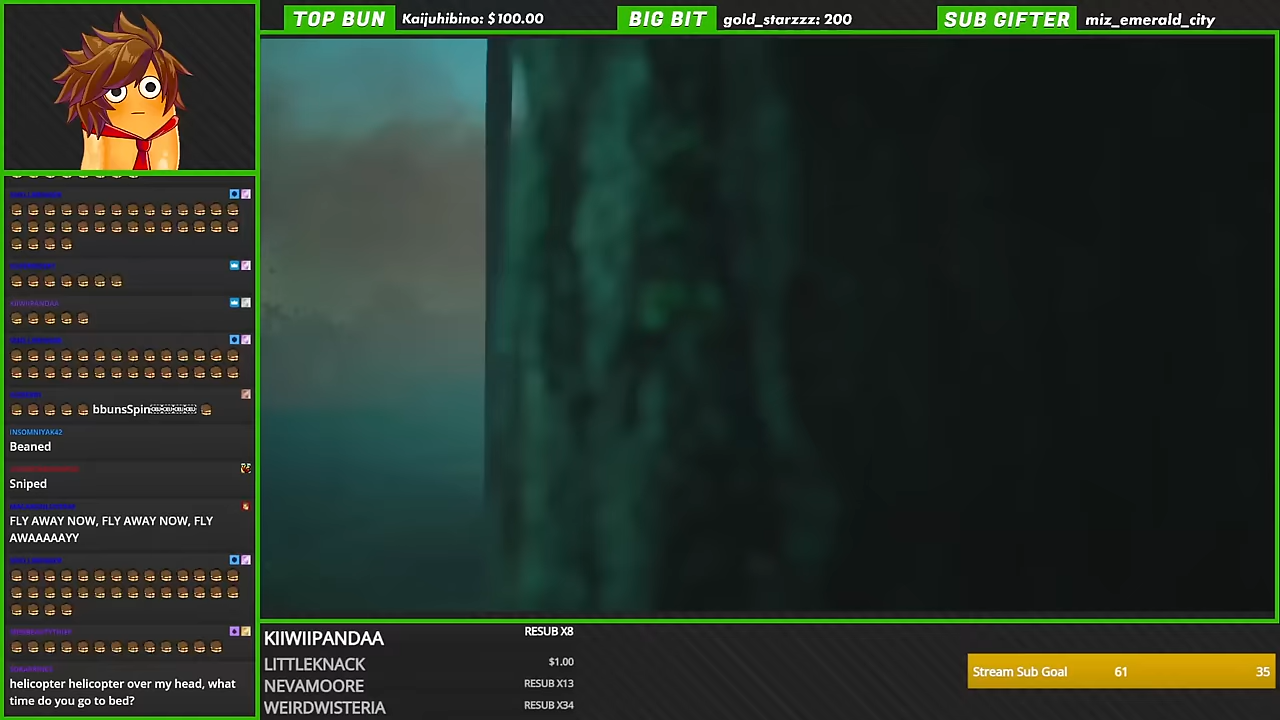 TOP BUN Kaijuhibino: $100.00 BIG BIT gold_starzzz: 200 SUB GIFTER miz_emerald_city
KIIWIIPANDAA
bbunsSpin
INSOMNIYAK42
Beaned
Sniped
FLY AWAY NOW, FLY AWAY NOW, FLY
AWAAAAAYY
helicopter helicopter over my head, what
time do you go to bed?
KIIWIIPANDAA RESUB X8
LITTLEKNACK $1.00
NEVAMOORE RESUB X13
WEIRDWISTERIA RESUB X34
Stream Sub Goal 61 35